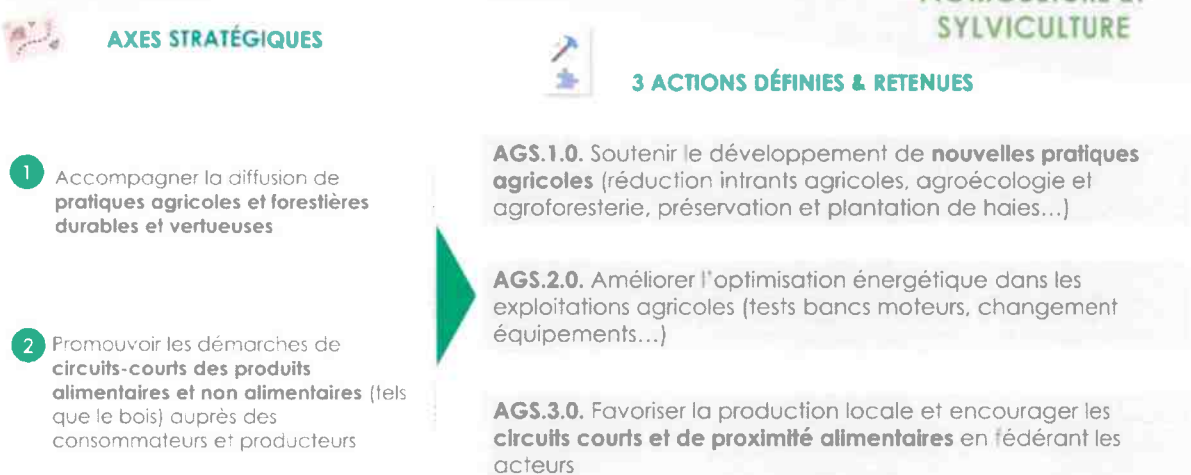 SYLVICULTURE
AXES STRATÉGIQUES
3 ACTIONS DÉFINIES & RETENUES
1
Accompagner la diffusion de
pratiques agricoles et forestières
durables et vertueuses
2
Promouvoir les démarches de
circuits-courts des produits
alimentaires et non alimentaires (tels
que le bois) auprès des
consommateurs et producteurs
AGS.1.0. Soutenir le développement de nouvelles pratiques
agricoles (réduction intrants agricoles, agroécologie et
agroforesterie, préservation et plantation de haies...)
AGS.2.0. Améliorer l'optimisation énergétique dans les
exploitations agricoles (tests bancs moteurs, changement
équipements...)
AGS.3.0. Favoriser la production locale et encourager les
circuits courts et de proximité alimentaires en fédérant les
acteurs